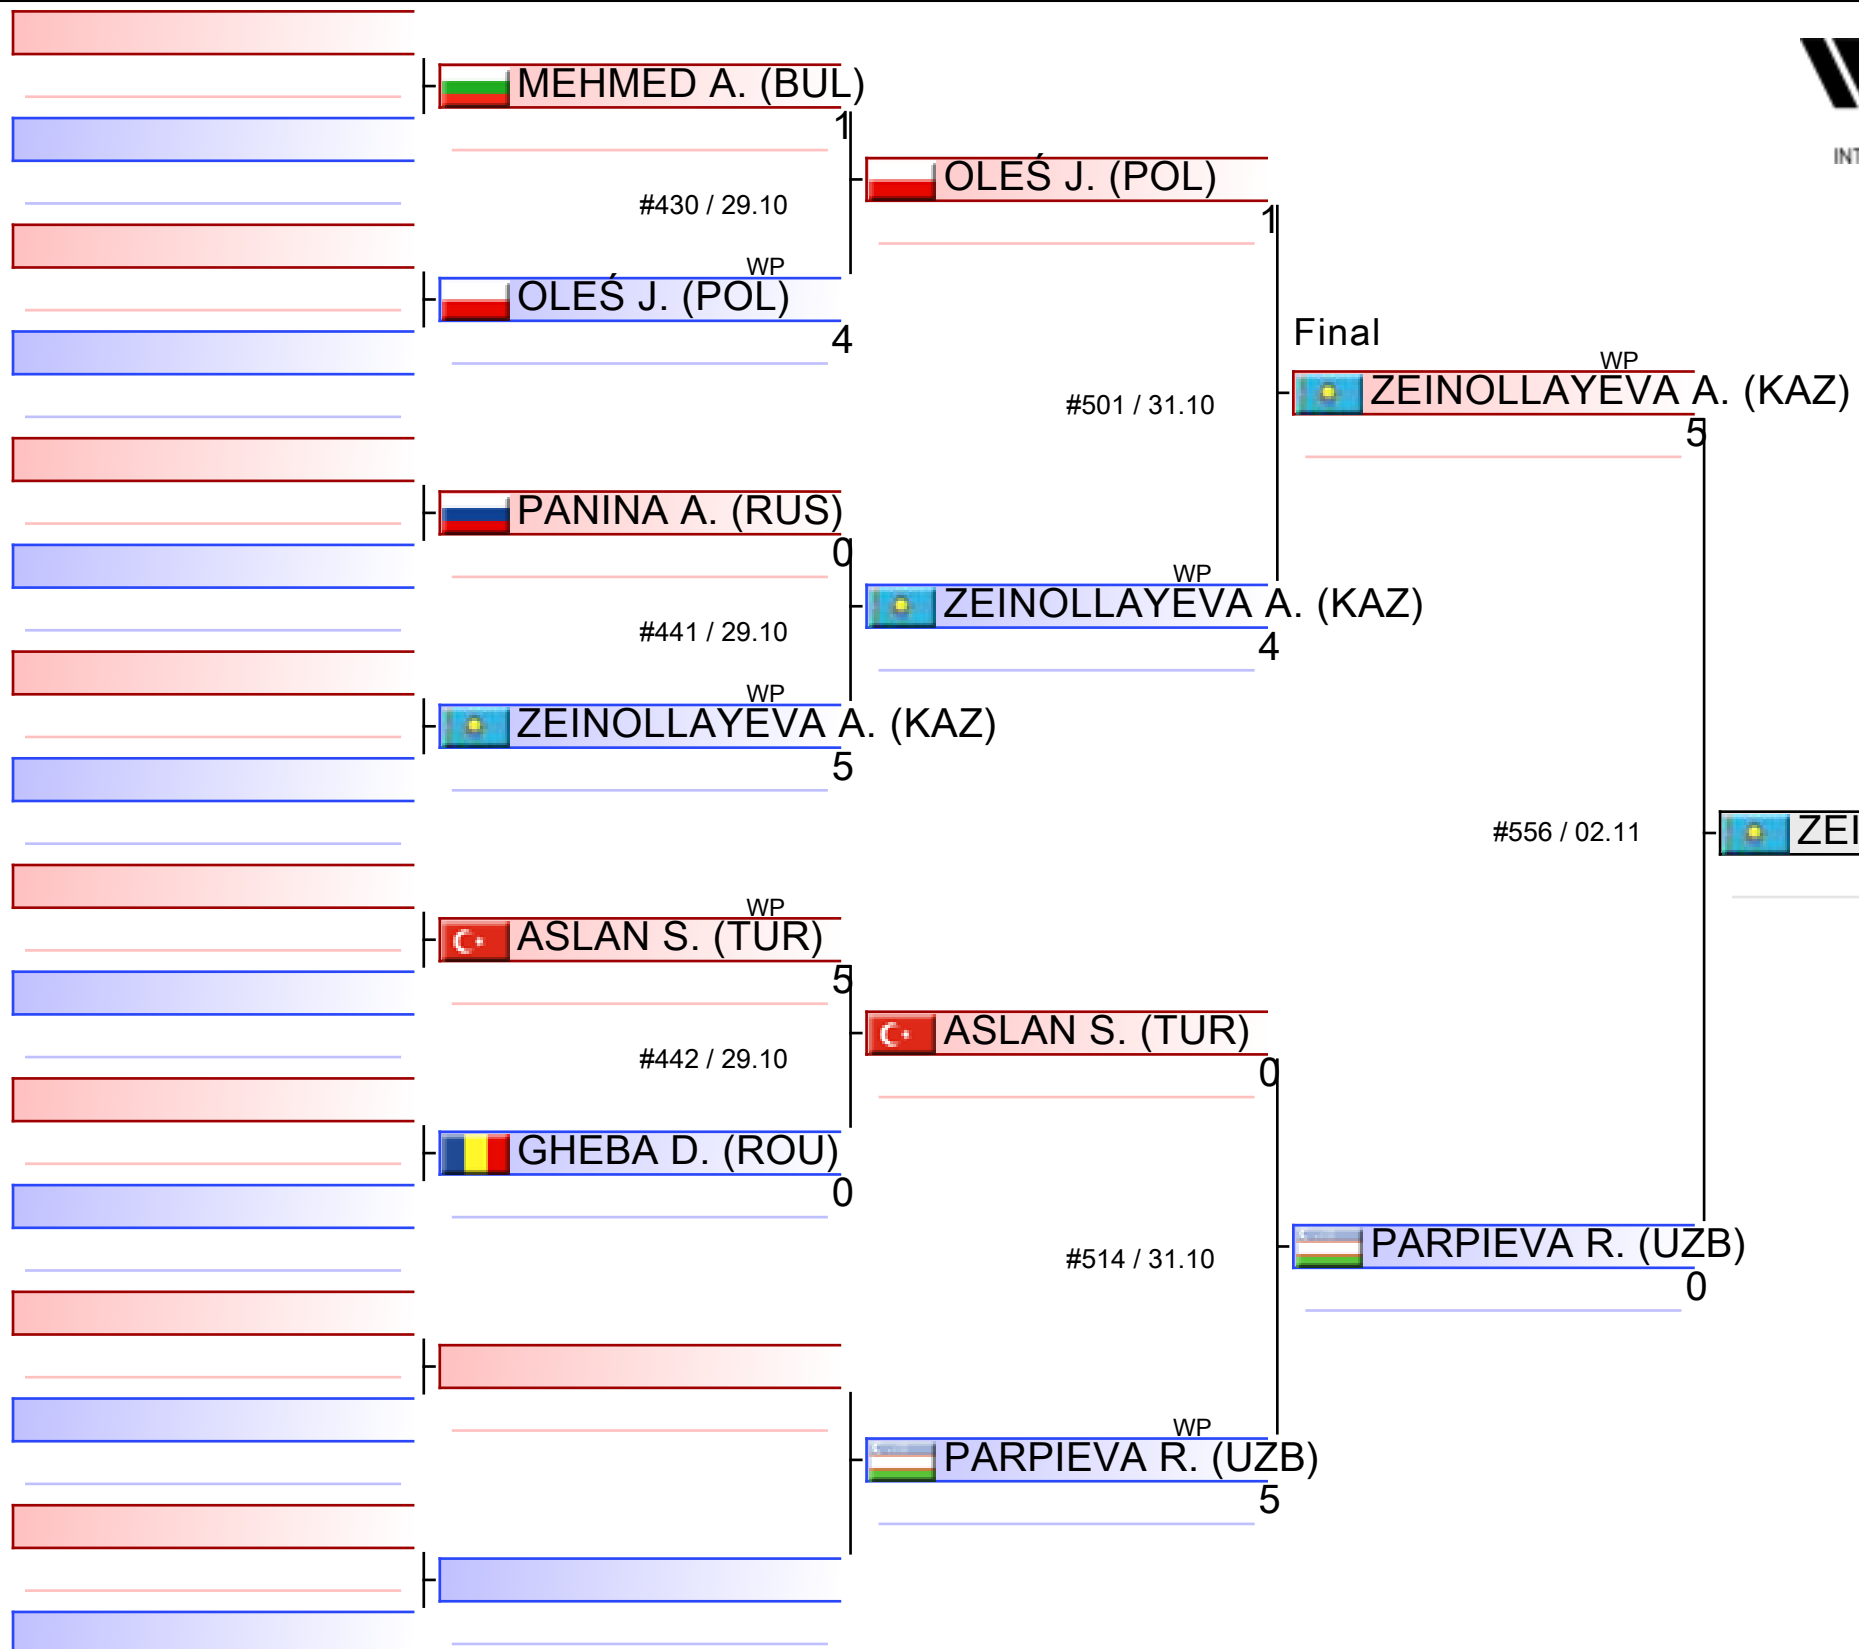 MEHMED A. (BUL)
1
#430 / 29.10
WP
OLEŚ J. (POL)
4
PANINA A. (RUS)
0
#441 / 29.10
WP
ZEINOLLAYEVA A. (KAZ)
5
WP
ASLAN S. (TUR)
5
#442 / 29.10
GHEBA D. (ROU)
0
OLEŚ J. (POL)
1
#501 / 31.10
WP
ZEINOLLAYEVA A. (KAZ)
4
ASLAN S. (TUR)
0
#514 / 31.10
WP
PARPIEVA R. (UZB)
5
Final
WP
ZEINOLLAYEVA A. (KAZ)
5
#556 / 02.11
PARPIEVA R. (UZB)
0
INT
ZEI